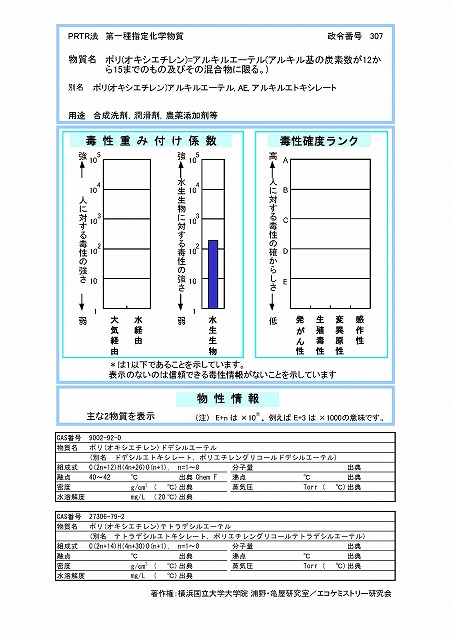 PRTR法 第一種指定化学物質 政令番号 307
物質名 ポリ(オキシエチレン)=アルキルエーテル(アルキル基の炭素数が12か
ら15までのもの及びその混合物に限る。)
別名 ポリ(オキシエチレン)アルキルエーテル, AE, アルキルエトキシレート
用途 合成洗剤, 潤滑剤, 農薬添加剤等
毒性重み付け係数
強 ← 人に対する毒性の強さ → 弱
10⁵
10⁴
10³
10²
10
1
大気経由
水経由
強 ← 水生生物に対する毒性の強さ → 弱
10⁵
10⁴
10³
10²
10
1
水生生物
毒性確度ランク
高 ← 人に対する毒性の確からしさ → 低
A
B
C
D
E
発がん性
生殖毒性
変異原性
感作性
*は1以下であることを示しています。
表示のないのは信頼できる毒性情報がないことを示しています
物性情報
主な2物質を表示 (注) E+n は ×10ⁿ、例えば E+3 は ×1000の意味です。
CAS番号 9002-92-0
物質名 ポリ(オキシエチレン)ドデシルエーテル
(別名 ドデシルエトキシレート、ポリエチレングリコールドデシルエーテル)
組成式 C(2n+12)H(4n+26)O(n+1), n=1~8 分子量 出典
融点 40~42 ℃ 出典 Chem F 沸点 ℃ 出典
密度 g/cm³ ( ℃) 出典 蒸気圧 Torr ( ℃) 出典
水溶解度 mg/L (20℃) 出典
CAS番号 27306-79-2
物質名 ポリ(オキシエチレン)テトラデシルエーテル
(別名 テトラデシルエトキシレート、ポリエチレングリコールテトラデシルエーテル)
組成式 C(2n+14)H(4n+30)O(n+1), n=1~8 分子量 出典
融点 ℃ 出典 沸点 ℃ 出典
密度 g/cm³ ( ℃) 出典 蒸気圧 Torr ( ℃) 出典
水溶解度 mg/L ( ℃) 出典
著作権:横浜国立大学大学院 浦野・亀屋研究室/エコケミストリー研究会